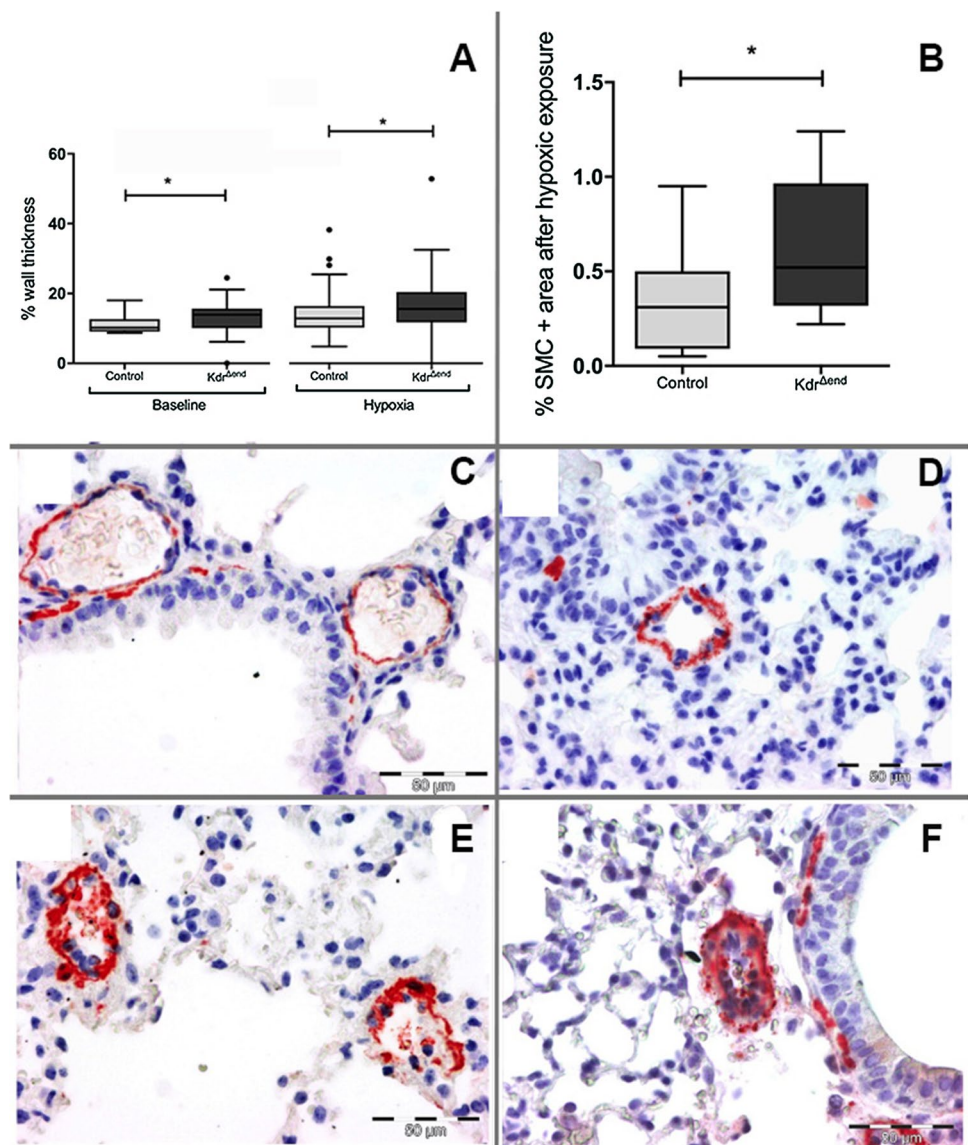 A
% wall thickness
60
40
20
0
*
*
Control
Kdr^Δend
Control
Kdr^Δend
Baseline
Hypoxia
B
% SMC + area after hypoxic exposure
1.5
1.0
0.5
0.0
*
Control
Kdr^Δend
C
50 µm
D
50 µm
E
50 µm
F
50 µm